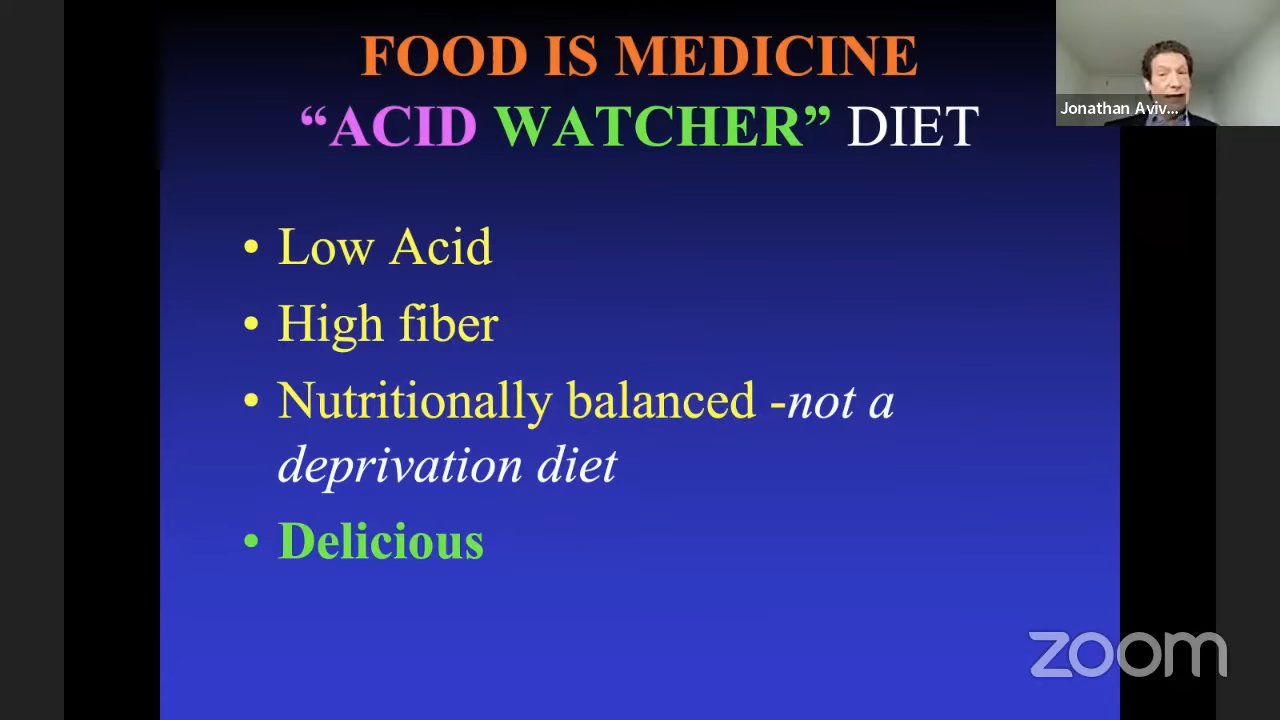 FOOD IS MEDICINE
“ACID WATCHER” DIET
Jonathan Aviv...
• Low Acid
• High fiber
• Nutritionally balanced -not a
deprivation diet
• Delicious
zoom